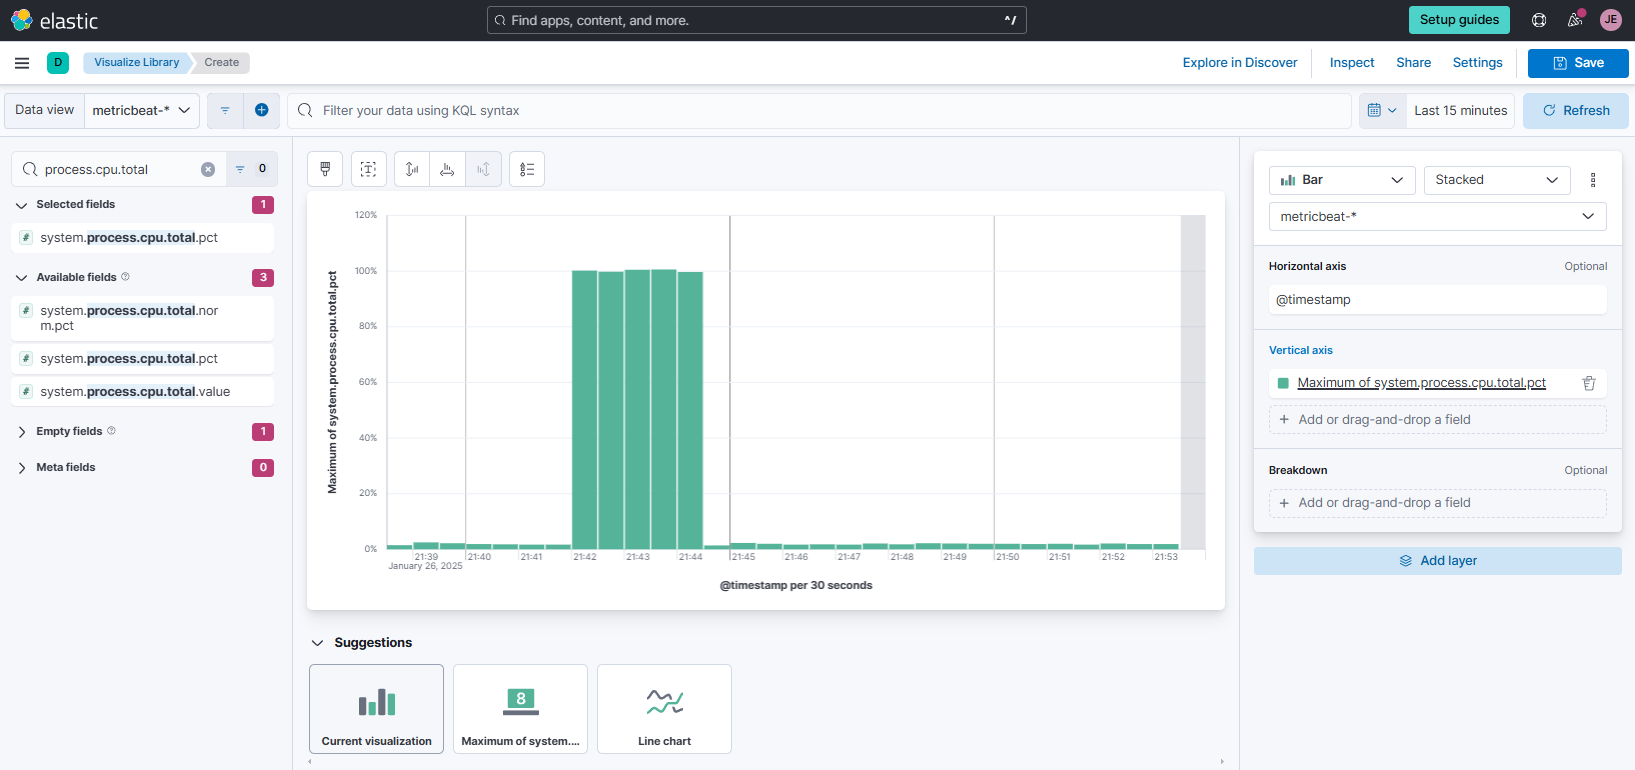 elastic
Find apps, content, and more.
^/
Setup guides
JE
D
Visualize Library
Create
Explore in Discover
Inspect
Share
Settings
Save
Data view
metricbeat-*
Filter your data using KQL syntax
Last 15 minutes
Refresh
process.cpu.total
0
Selected fields
1
system.process.cpu.total.pct
Available fields
3
system.process.cpu.total.nor
m.pct
system.process.cpu.total.pct
system.process.cpu.total.value
Empty fields
1
Meta fields
0
Maximum of system.process.cpu.total.pct
120%
100%
80%
60%
40%
20%
0%
21:39
21:40
21:41
21:42
21:43
21:44
21:45
21:46
21:47
21:48
21:49
21:50
21:51
21:52
21:53
January 26, 2025
@timestamp per 30 seconds
Suggestions
Current visualization
8
Maximum of system....
Line chart
Bar
Stacked
metricbeat-*
Horizontal axis
Optional
@timestamp
Vertical axis
Maximum of system.process.cpu.total.pct
+ Add or drag-and-drop a field
Breakdown
Optional
+ Add or drag-and-drop a field
Add layer